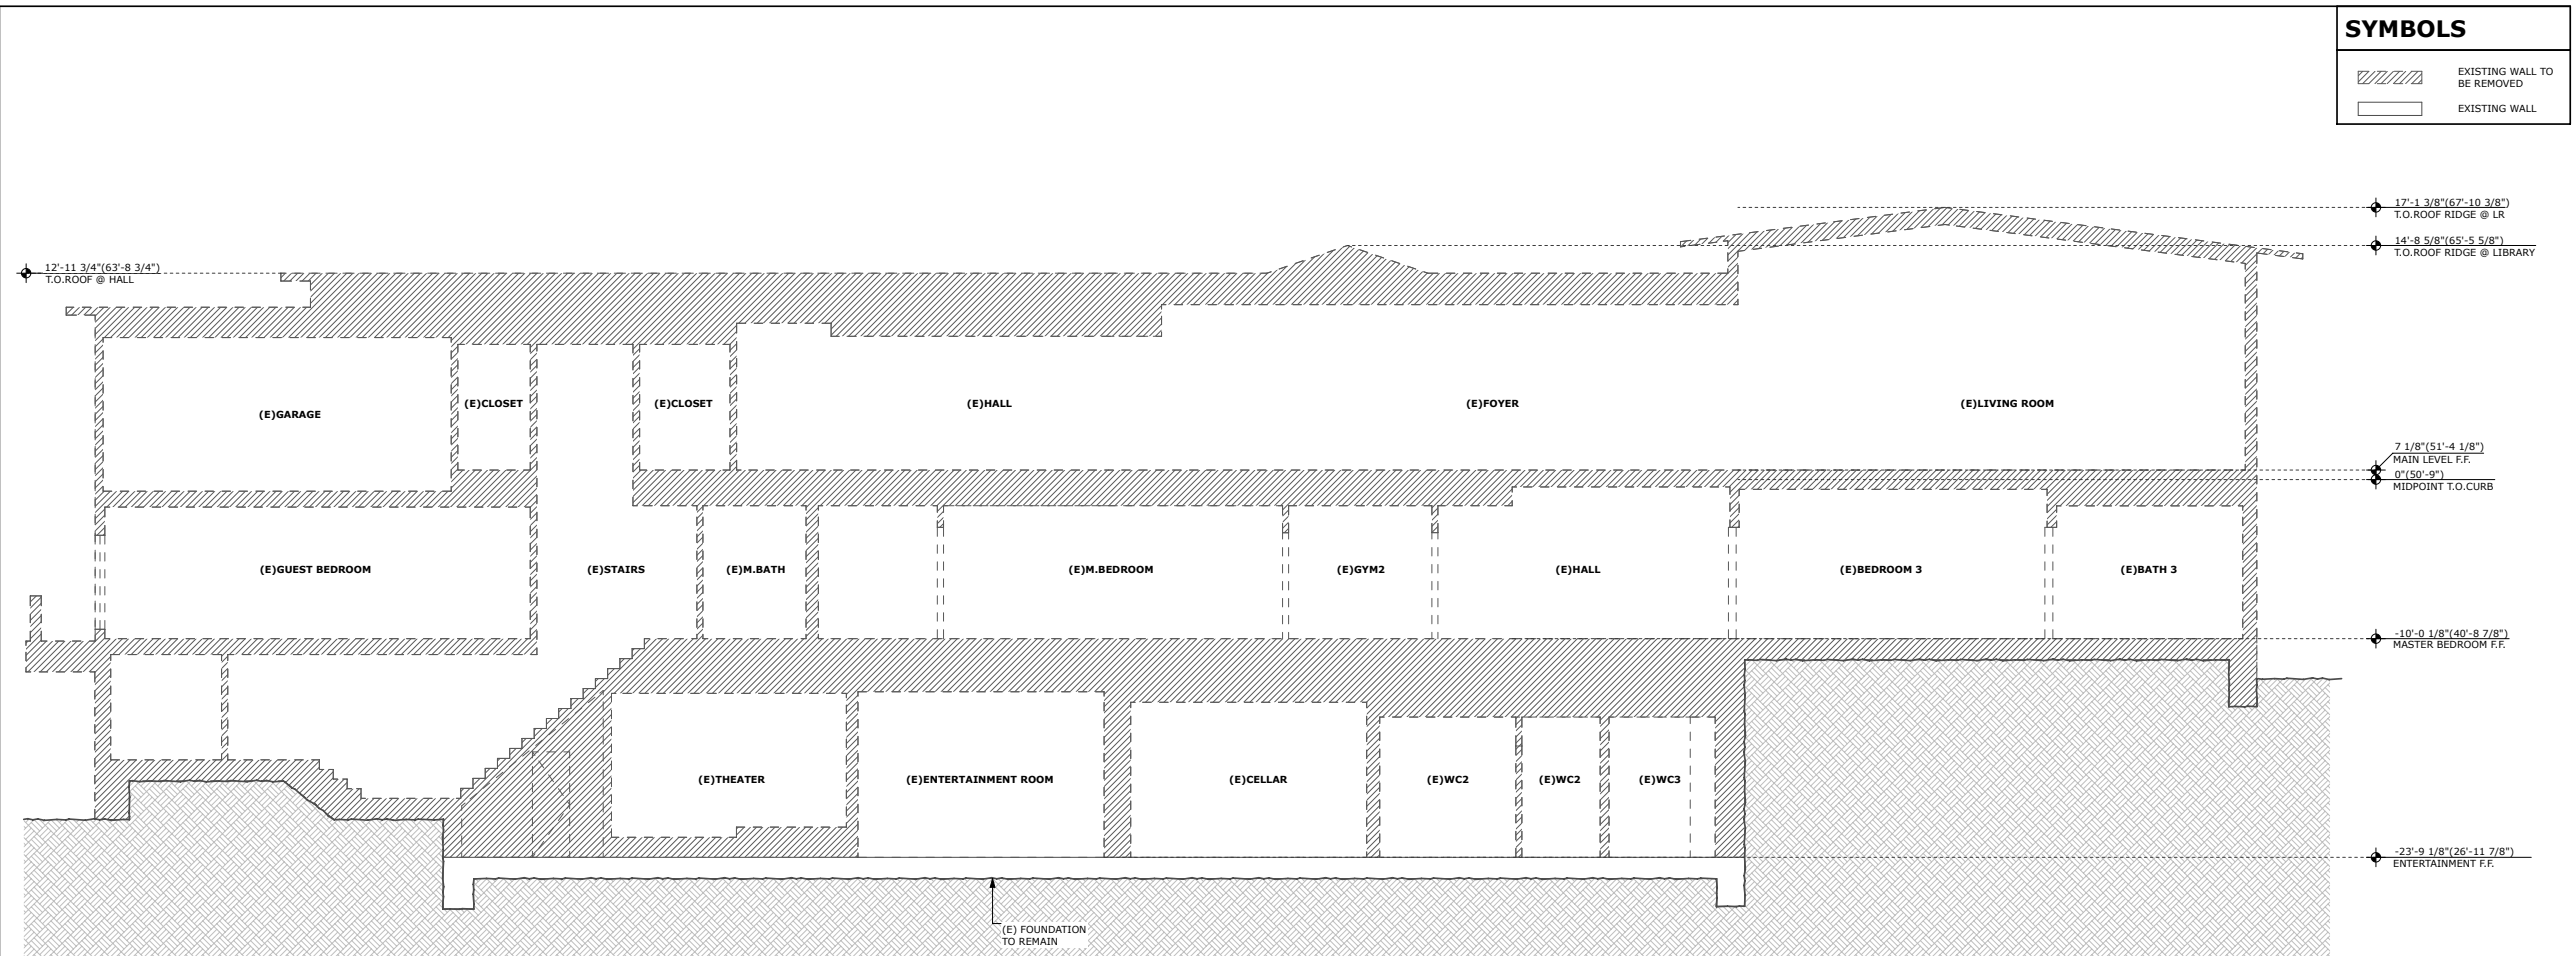 SYMBOLS
EXISTING WALL TO
BE REMOVED
EXISTING WALL
17'-1 3/8"(67'-10 3/8")
T.O.ROOF RIDGE @ LR
14'-8 5/8"(65'-5 5/8")
T.O.ROOF RIDGE @ LIBRARY
12'-11 3/4"(63'-8 3/4")
T.O.ROOF @ HALL
(E)GARAGE
(E)CLOSET
(E)CLOSET
(E)HALL
(E)FOYER
(E)LIVING ROOM
7 1/8"(51'-4 1/8")
MAIN LEVEL F.F.
0"(50'-9")
MIDPOINT T.O.CURB
(E)GUEST BEDROOM
(E)STAIRS
(E)M.BATH
(E)M.BEDROOM
(E)GYM2
(E)HALL
(E)BEDROOM 3
(E)BATH 3
-10'-0 1/8"(40'-8 7/8")
MASTER BEDROOM F.F.
(E)THEATER
(E)ENTERTAINMENT ROOM
(E)CELLAR
(E)WC2
(E)WC2
(E)WC3
-23'-9 1/8"(26'-11 7/8")
ENTERTAINMENT F.F.
(E) FOUNDATION
TO REMAIN